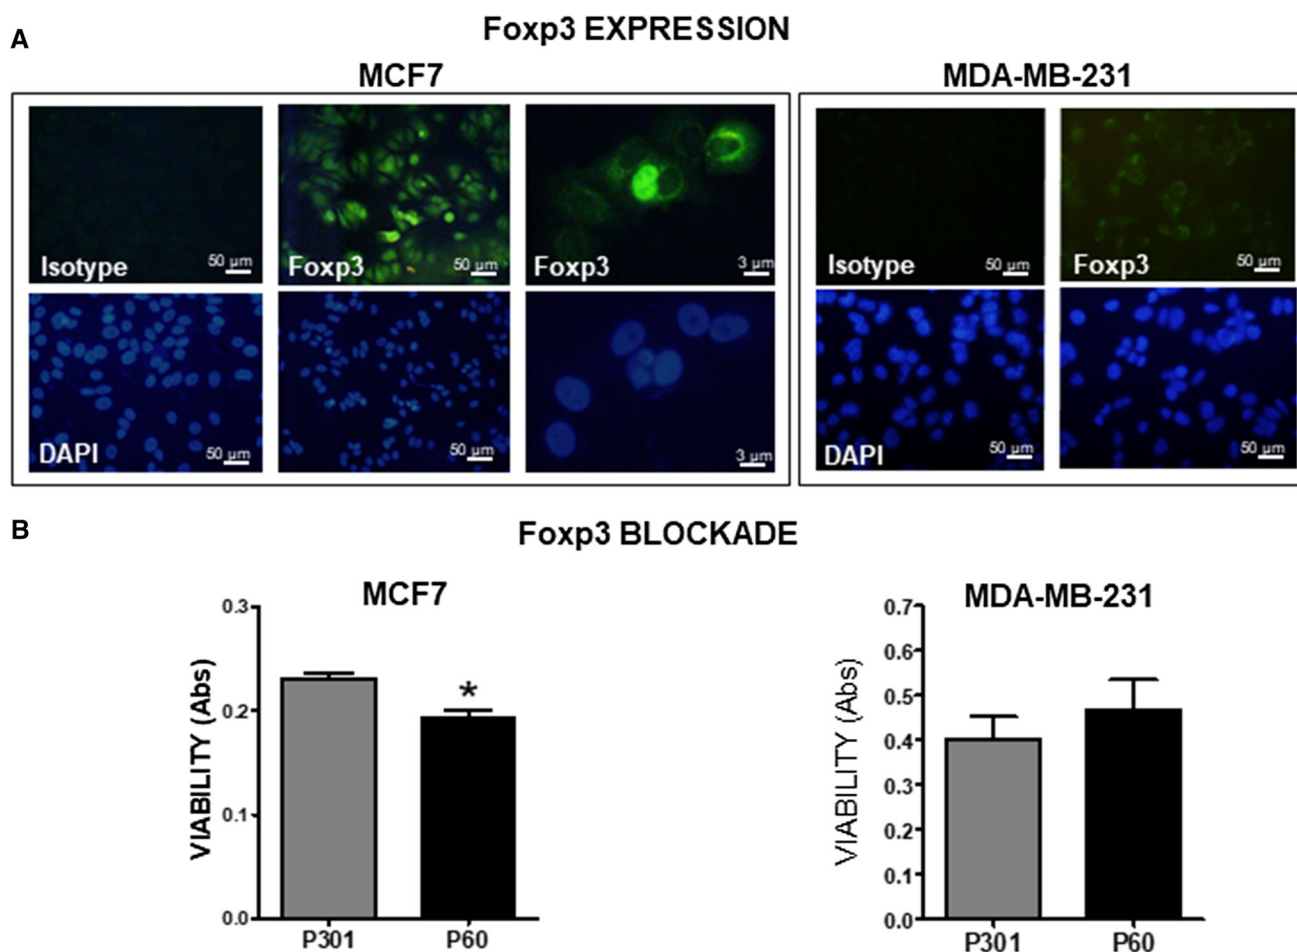 A
Foxp3 EXPRESSION
MCF7
MDA-MB-231
Isotype 50 µm
Foxp3 50 µm
Foxp3 3 µm
Isotype 50 µm
Foxp3 50 µm
DAPI 50 µm
50 µm
3 µm
DAPI 50 µm
50 µm
B
Foxp3 BLOCKADE
MCF7
VIABILITY (Abs)
0.3
0.2
0.1
0.0
*
P301 P60
MDA-MB-231
VIABILITY (Abs)
0.7
0.6
0.5
0.4
0.3
0.2
0.1
0.0
P301 P60